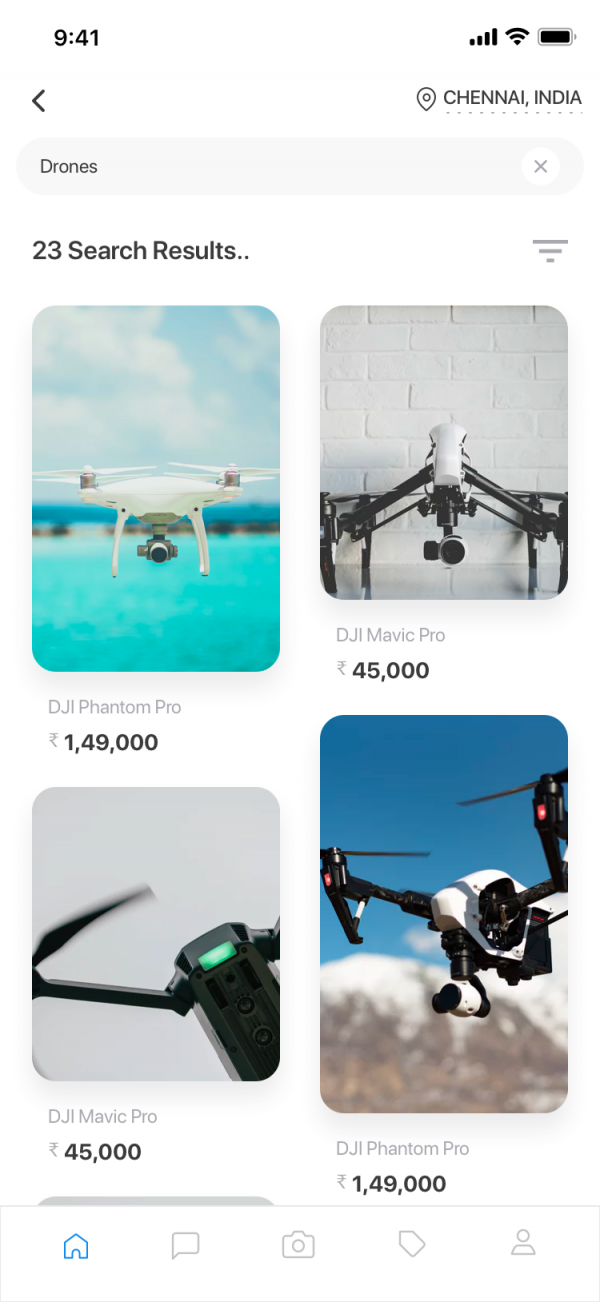 9:41
CHENNAI, INDIA
Drones
23 Search Results..
DJI Mavic Pro
₹ 45,000
DJI Phantom Pro
₹ 1,49,000
DJI Mavic Pro
₹ 45,000
DJI Phantom Pro
₹ 1,49,000